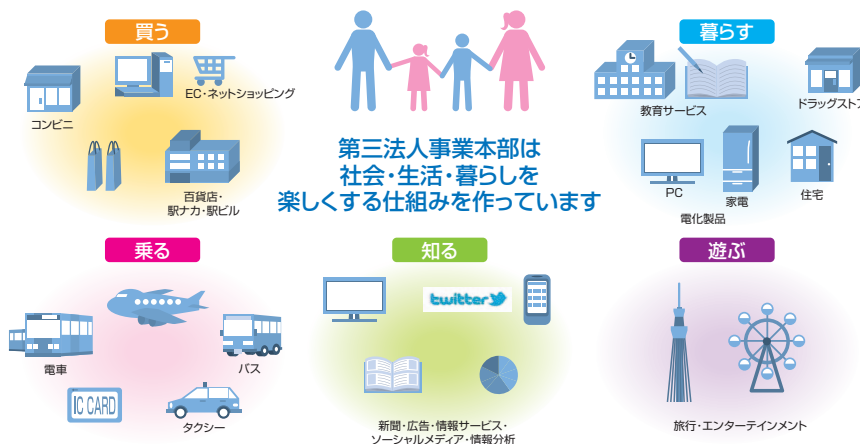 買う
EC・ネットショッピング
コンビニ
百貨店・
駅ナカ・駅ビル
第三法人事業本部は
社会・生活・暮らしを
楽しくする仕組みを作っています
暮らす
教育サービス
ドラッグスト
PC
家電
電化製品
住宅
乗る
電車
バス
IC CARD
タクシー
知る
twitter
新聞・広告・情報サービス・
ソーシャルメディア・情報分析
遊ぶ
旅行・エンターテインメント